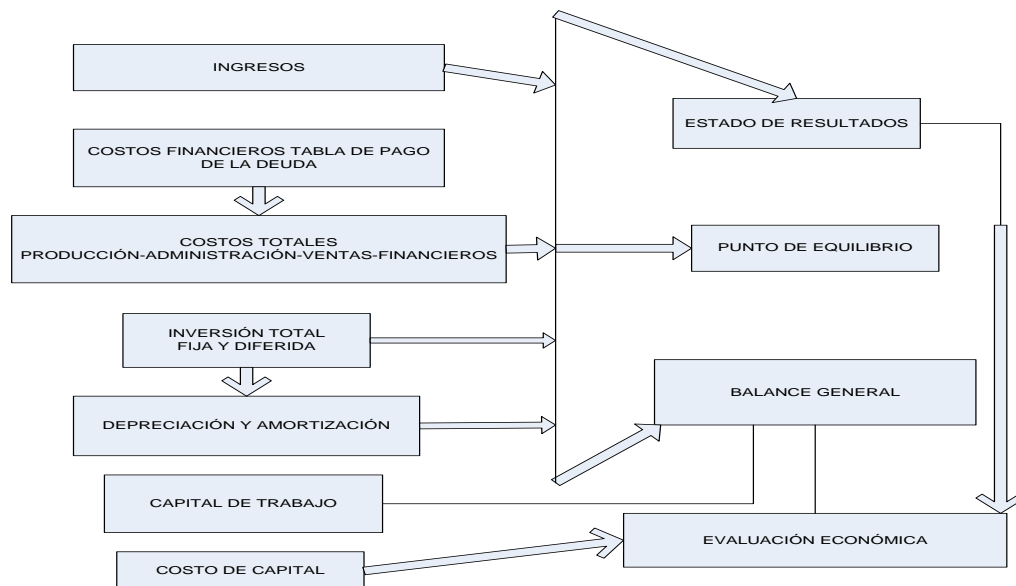 INGRESOS
COSTOS FINANCIEROS TABLA DE PAGO
DE LA DEUDA
COSTOS TOTALES
PRODUCCIÓN-ADMINISTRACIÓN-VENTAS-FINANCIEROS
INVERSIÓN TOTAL
FIJA Y DIFERIDA
DEPRECIACIÓN Y AMORTIZACIÓN
CAPITAL DE TRABAJO
COSTO DE CAPITAL
ESTADO DE RESULTADOS
PUNTO DE EQUILIBRIO
BALANCE GENERAL
EVALUACIÓN ECONÓMICA